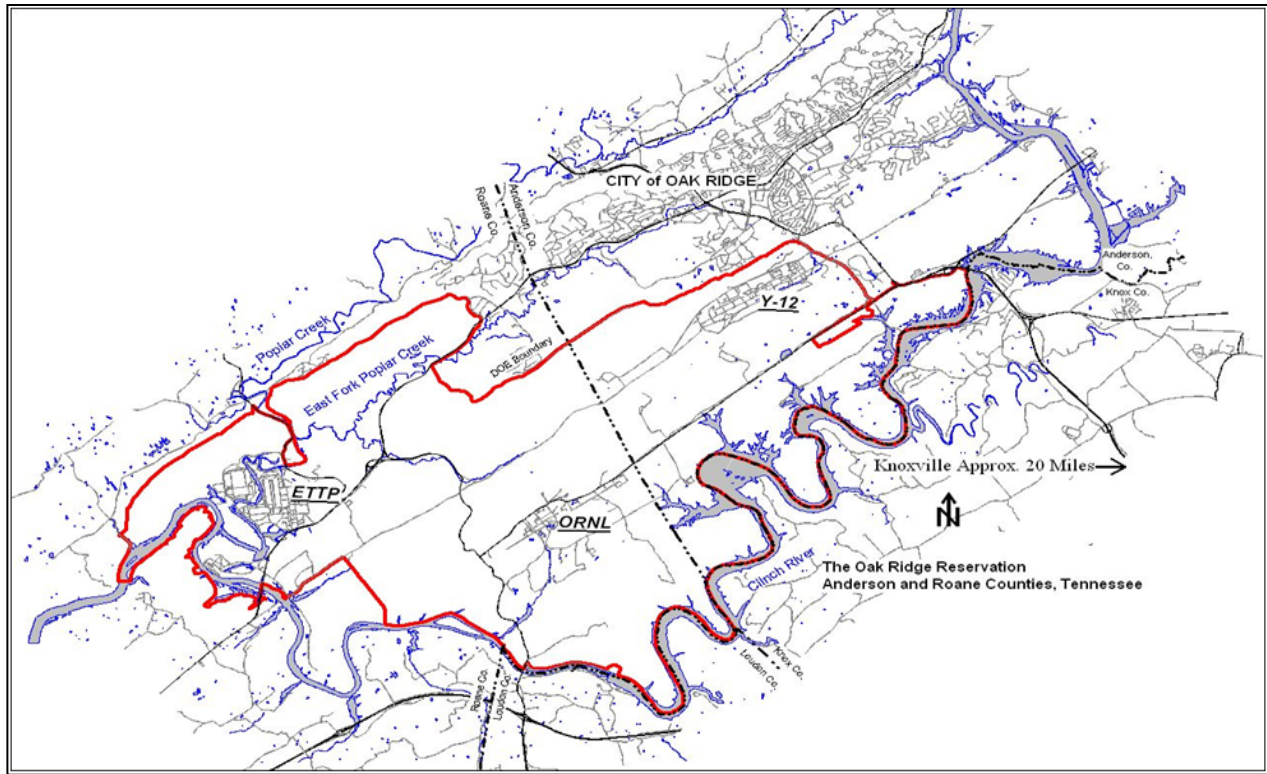 CITY of OAK RIDGE
Roane Co.
Anderson Co.
Anderson, Co.
Knox Co.
Y-12
Poplar Creek
DOE Boundary
East Fork Poplar Creek
Knoxville Approx. 20 Miles
ETTP
ORNL
N
Clinch River
The Oak Ridge Reservation
Anderson and Roane Counties, Tennessee
Knox Co.
Louden Co.
Roane Co.
Louden Co.